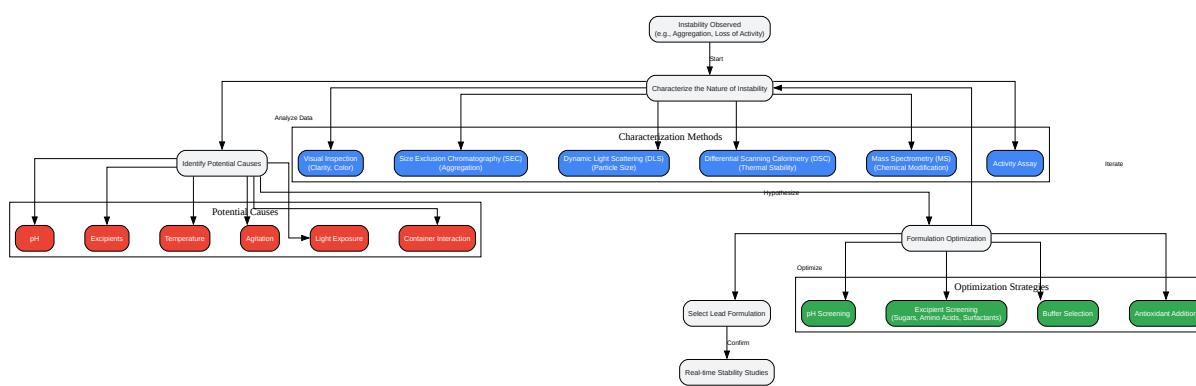 Instability Observed
(e.g., Aggregation, Loss of Activity)
Start
Characterize the Nature of Instability
Analyze Data
Characterization Methods
Identify Potential Causes
Visual Inspection
(Clarity, Color)
Size Exclusion Chromatography (SEC)
(Aggregation)
Dynamic Light Scattering (DLS)
(Particle Size)
Differential Scanning Calorimetry (DSC)
(Thermal Stability)
Mass Spectrometry (MS)
(Chemical Modification)
Activity Assay
Iterate
Hypothesize
Potential Causes
pH
Excipients
Temperature
Agitation
Light Exposure
Container Interaction
Formulation Optimization
Optimize
Optimization Strategies
Select Lead Formulation
pH Screening
Excipient Screening
(Sugars, Amino Acids, Surfactants)
Buffer Selection
Antioxidant Addition
Confirm
Real-time Stability Studies